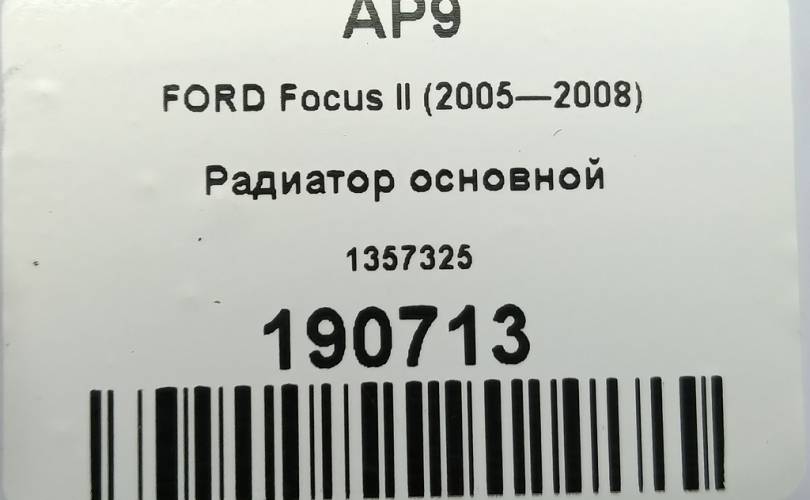 AP9
FORD Focus II (2005—2008)
Радиатор основной
1357325
190713